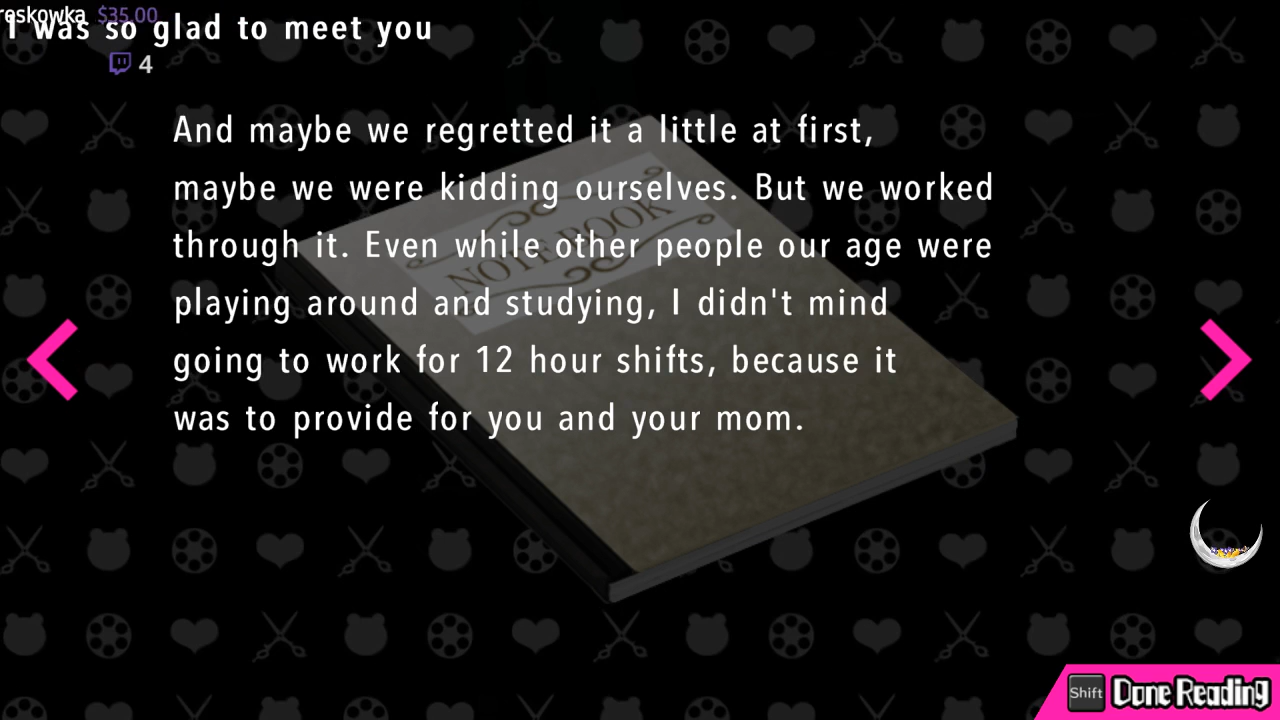 reskowka $35.00
I was so glad to meet you
4
And maybe we regretted it a little at first,
maybe we were kidding ourselves. But we worked
through it. Even while other people our age were
playing around and studying, I didn't mind
going to work for 12 hour shifts, because it
was to provide for you and your mom.
NOTEBOOK
Shift Done Reading